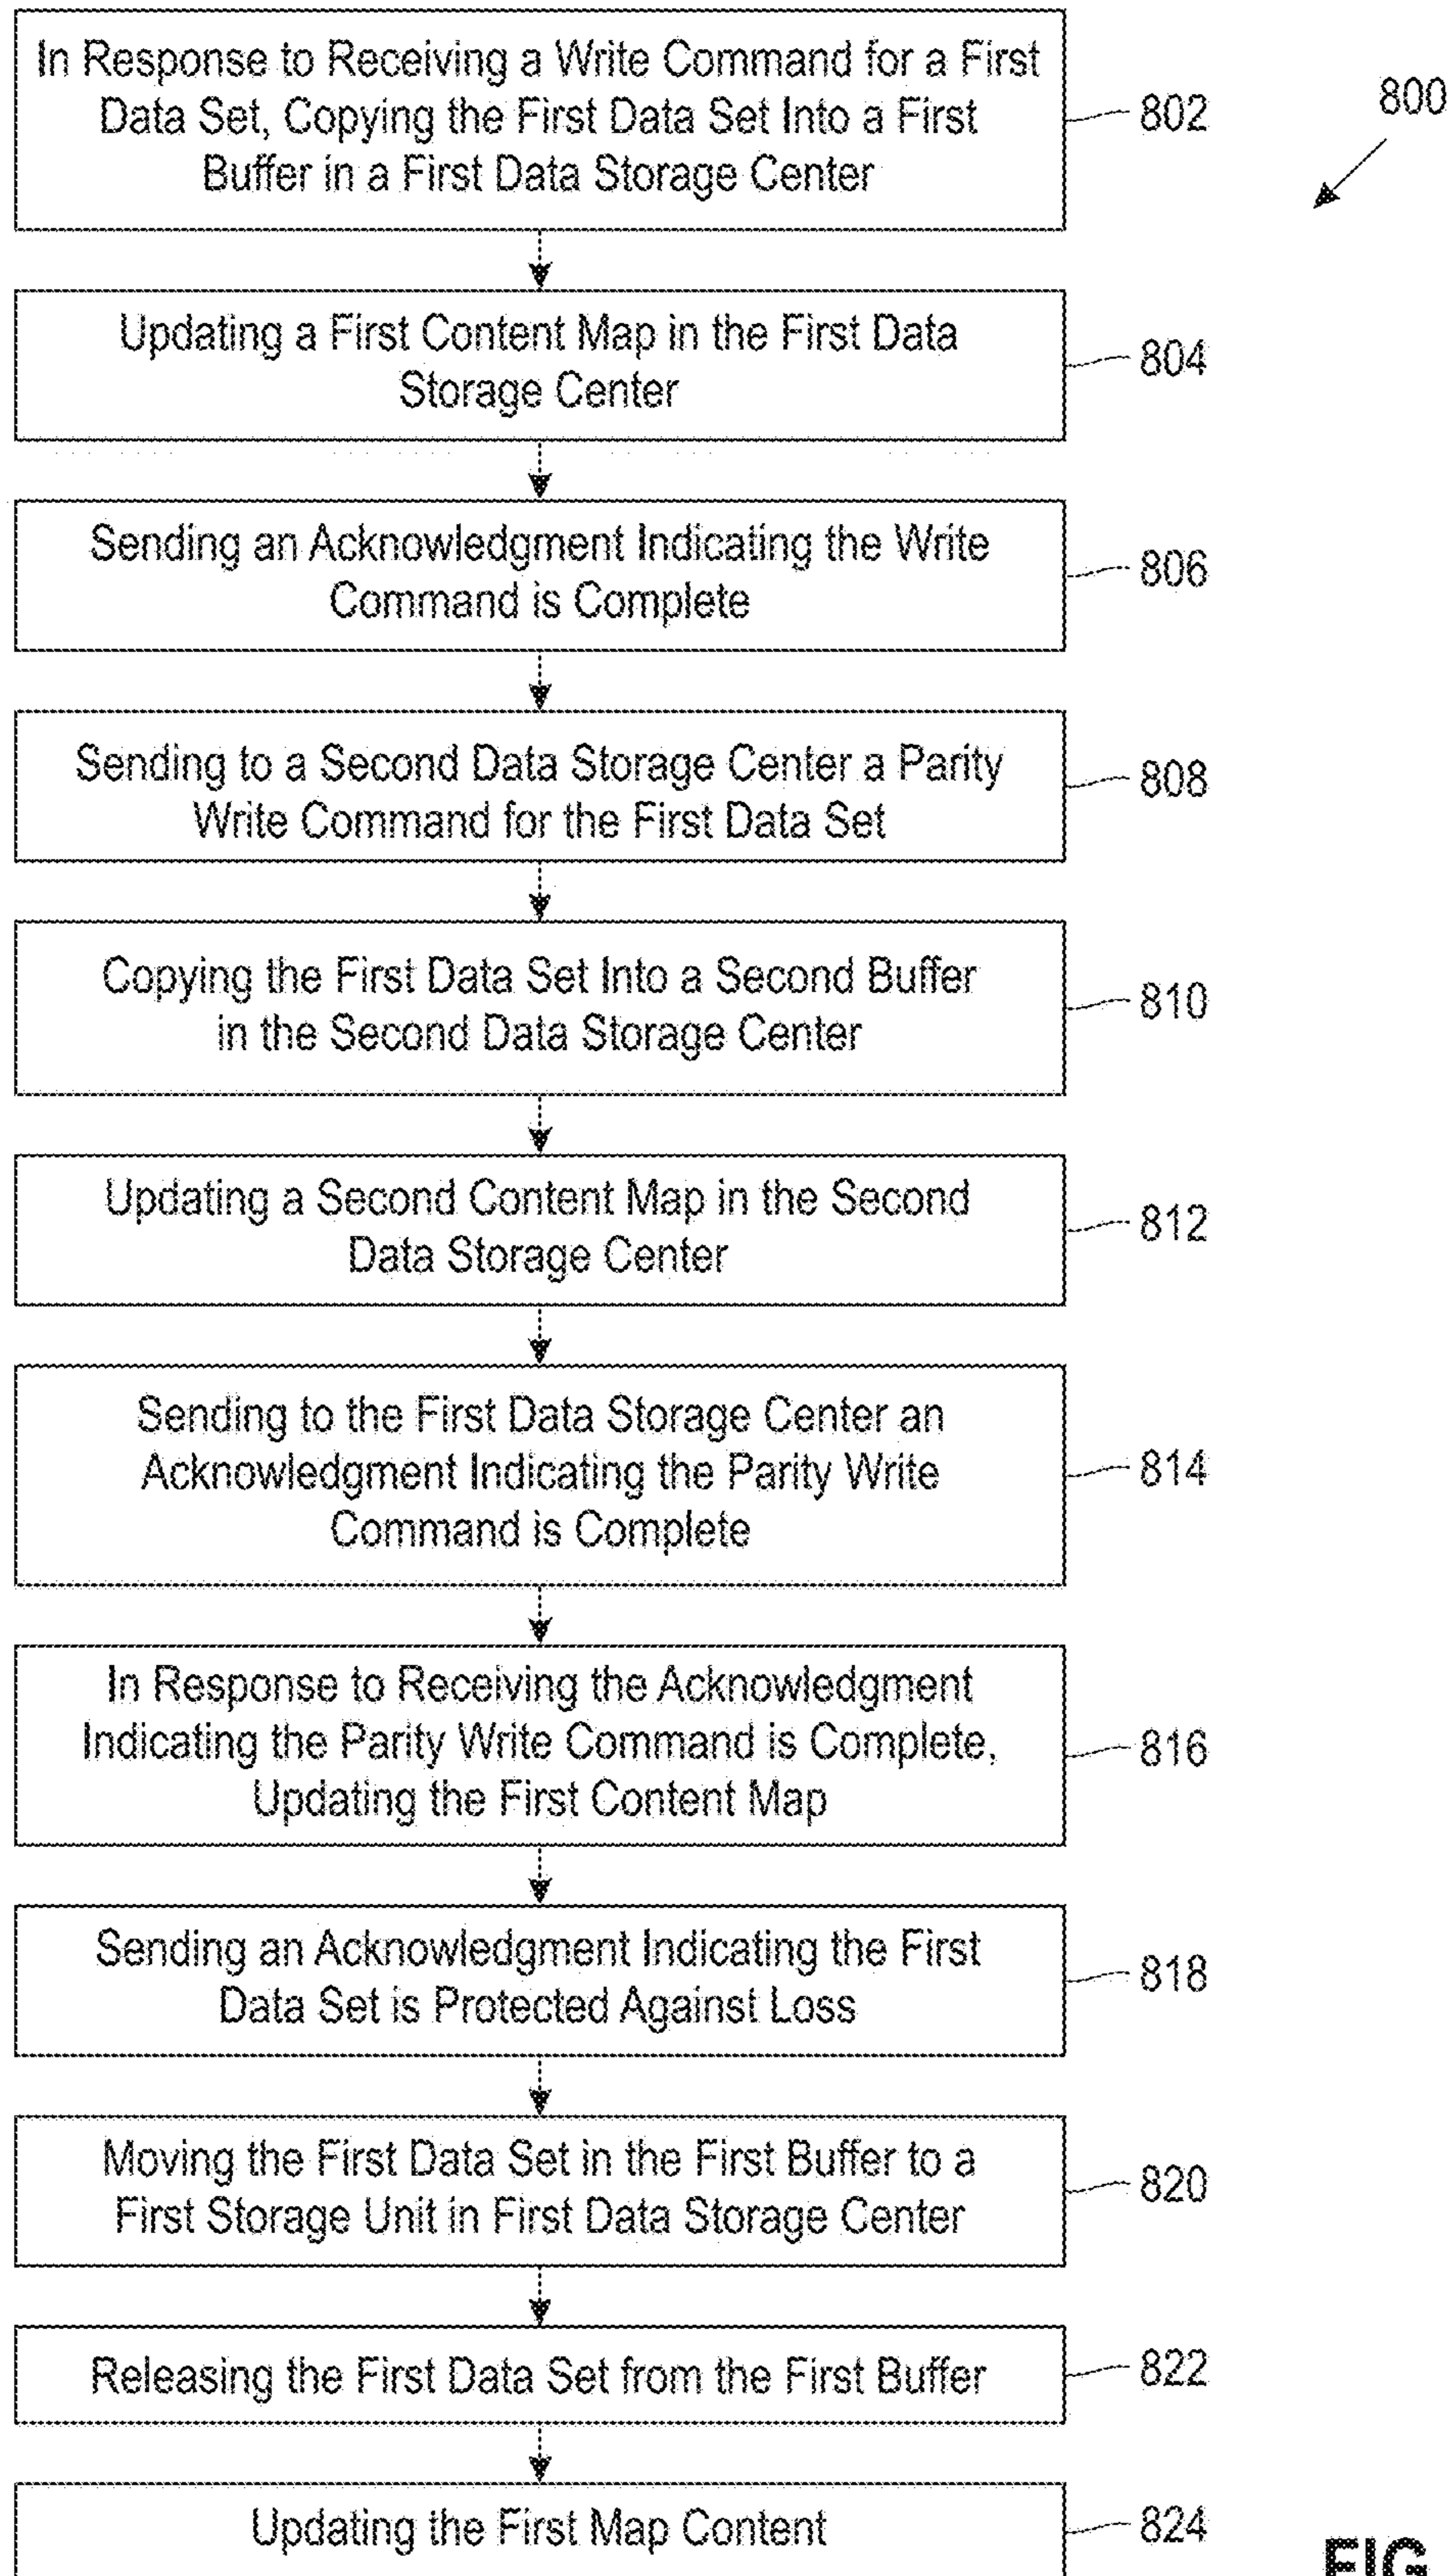 In Response to Receiving a Write Command for a First
Data Set, Copying the First Data Set Into a First
Buffer in a First Data Storage Center
802
800
Updating a First Content Map in the First Data
Storage Center
804
Sending an Acknowledgment Indicating the Write
Command is Complete
806
Sending to a Second Data Storage Center a Parity
Write Command for the First Data Set
808
Copying the First Data Set Into a Second Buffer
in the Second Data Storage Center
810
Updating a Second Content Map in the Second
Data Storage Center
812
Sending to the First Data Storage Center an
Acknowledgment Indicating the Parity Write
Command is Complete
814
In Response to Receiving the Acknowledgment
Indicating the Parity Write Command is Complete,
Updating the First Content Map
816
Sending an Acknowledgment Indicating the First
Data Set is Protected Against Loss
818
Moving the First Data Set in the First Buffer to a
First Storage Unit in First Data Storage Center
820
Releasing the First Data Set from the First Buffer
822
Updating the First Map Content
824
FIG